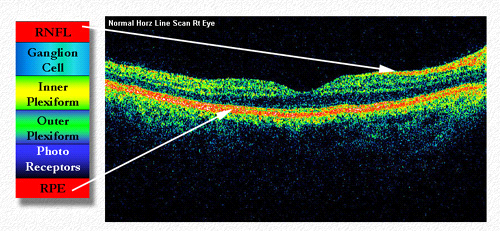 Normal Horz Line Scan Rt Eye
RNFL
Ganglion
Cell
Inner
Plexiform
Outer
Plexiform
Photo
Receptors
RPE